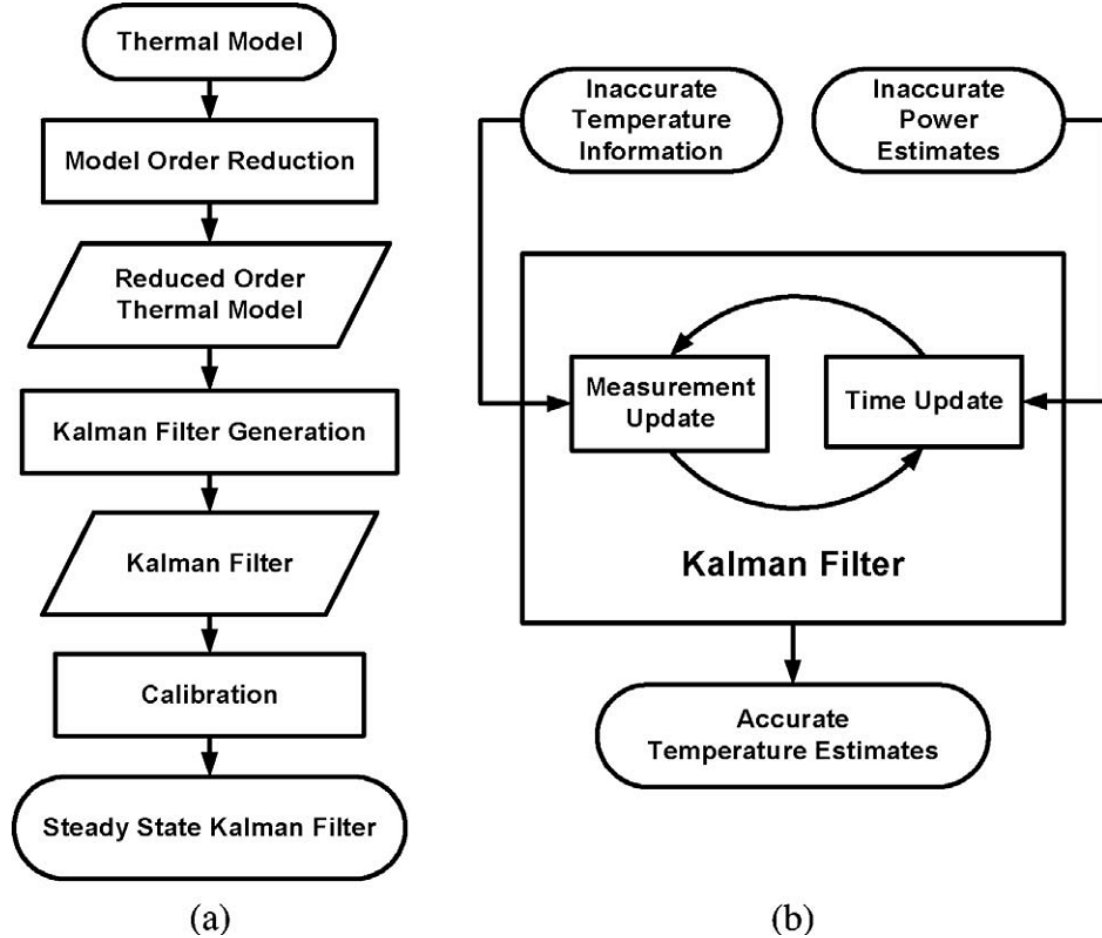 Thermal Model
Model Order Reduction
Reduced Order
Thermal Model
Kalman Filter Generation
Kalman Filter
Calibration
Steady State Kalman Filter
(a)
Inaccurate
Temperature
Information
Inaccurate
Power
Estimates
Measurement
Update
Time Update
Kalman Filter
Accurate
Temperature Estimates
(b)